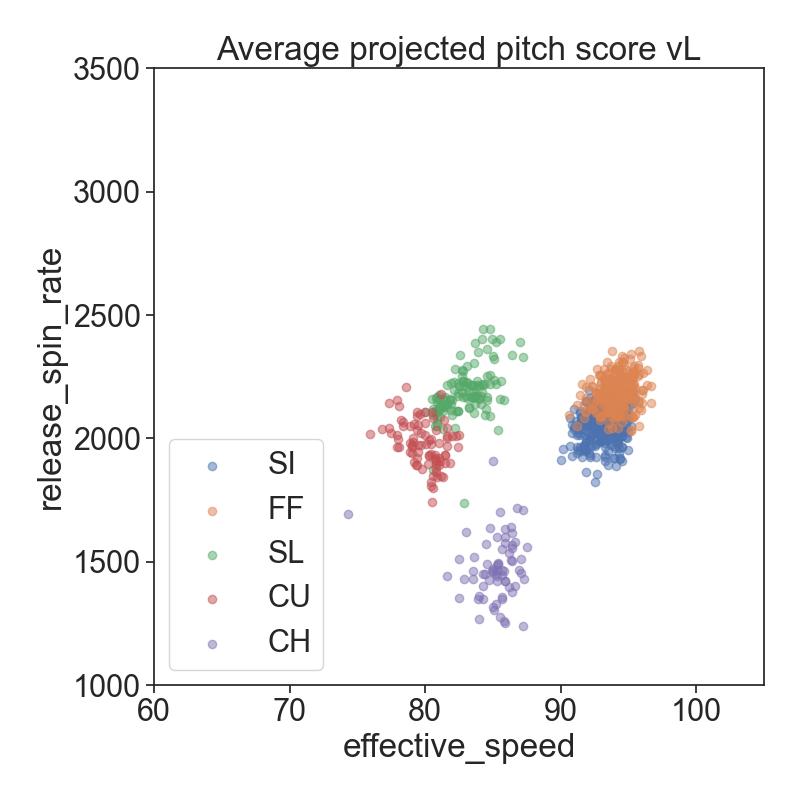 Average projected pitch score vL
release_spin_rate
3500
3000
2500
2000
1500
1000
SI
FF
SL
CU
CH
60
70
80
90
100
effective_speed